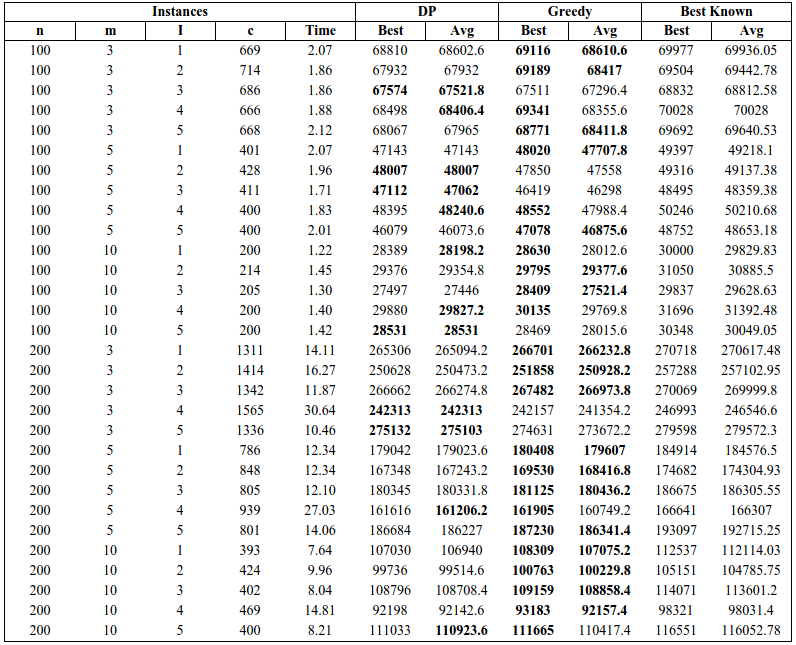 Instances DP Greedy Best Known
n m I c Time Best Avg Best Avg Best Avg
100 3 1 669 2.07 68810 68602.6 69116 68610.6 69977 69936.05
100 3 2 714 1.86 67932 67932 69189 68417 69504 69442.78
100 3 3 686 1.86 67574 67521.8 67511 67296.4 68832 68812.58
100 3 4 666 1.88 68498 68406.4 69341 68355.6 70028 70028
100 3 5 668 2.12 68067 67965 68771 68411.8 69692 69640.53
100 5 1 401 2.07 47143 47143 48020 47707.8 49397 49218.1
100 5 2 428 1.96 48007 48007 47850 47558 49316 49137.38
100 5 3 411 1.71 47112 47062 46419 46298 48495 48359.38
100 5 4 400 1.83 48395 48240.6 48552 47988.4 50246 50210.68
100 5 5 400 2.01 46079 46073.6 47078 46875.6 48752 48653.18
100 10 1 200 1.22 28389 28198.2 28630 28012.6 30000 29829.83
100 10 2 214 1.45 29376 29354.8 29795 29377.6 31050 30885.5
100 10 3 205 1.30 27497 27446 28409 27521.4 29837 29628.63
100 10 4 200 1.40 29880 29827.2 30135 29769.8 31696 31392.48
100 10 5 200 1.42 28531 28531 28469 28015.6 30348 30049.05
200 3 1 1311 14.11 265306 265094.2 266701 266232.8 270718 270617.48
200 3 2 1414 16.27 250628 250473.2 251858 250928.2 257288 257102.95
200 3 3 1342 11.87 266662 266274.8 267482 266973.8 270069 269999.8
200 3 4 1565 30.64 242313 242313 242157 241354.2 246993 246546.6
200 3 5 1336 10.46 275132 275103 274631 273672.2 279598 279572.3
200 5 1 786 12.34 179042 179023.6 180408 179607 184914 184576.5
200 5 2 848 12.34 167348 167243.2 169530 168416.8 174682 174304.93
200 5 3 805 12.10 180345 180331.8 181125 180436.2 186675 186305.55
200 5 4 939 27.03 161616 161206.2 161905 160749.2 166641 166307
200 5 5 801 14.06 186684 186227 187230 186341.4 193097 192715.25
200 10 1 393 7.64 107030 106940 108309 107075.2 112537 112114.03
200 10 2 424 9.96 99736 99514.6 100763 100229.8 105151 104785.75
200 10 3 402 8.04 108796 108708.4 109159 108858.4 114071 113601.2
200 10 4 469 14.81 92198 92142.6 93183 92157.4 98321 98031.4
200 10 5 400 8.21 111033 110923.6 111665 110417.4 116551 116052.78